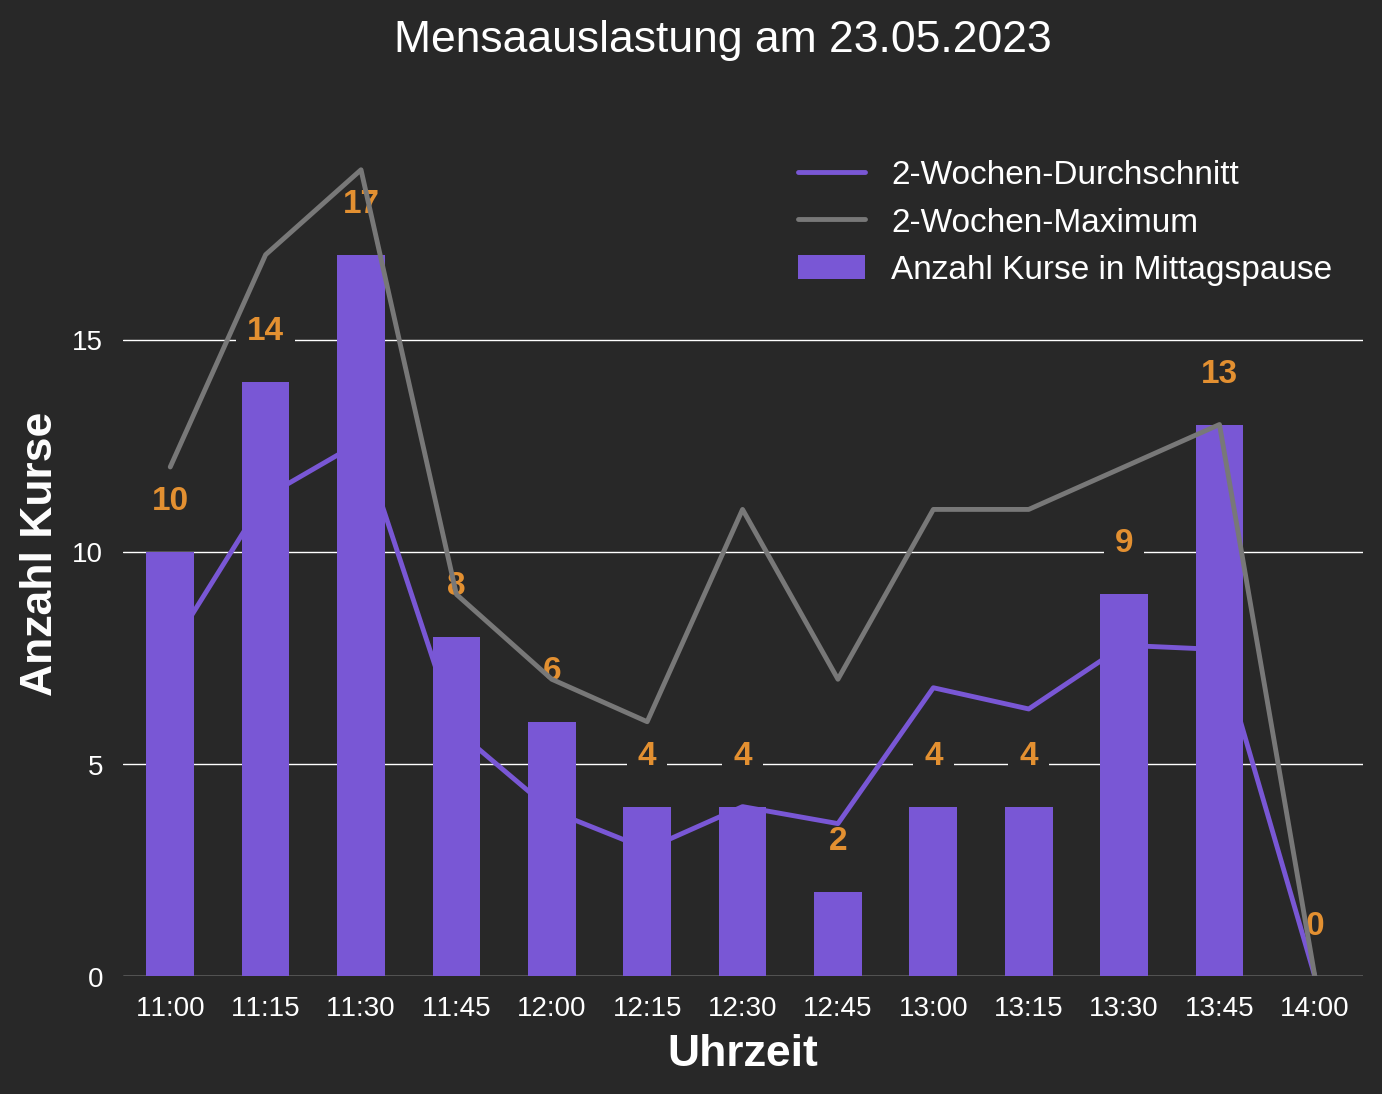 Mensaauslastung am 23.05.2023
2-Wochen-Durchschnitt
2-Wochen-Maximum
Anzahl Kurse in Mittagspause
17
14
15
13
10
9
10
8
6
4 4 4 4
5
2
0
0
Anzahl Kurse
11:00 11:15 11:30 11:45 12:00 12:15 12:30 12:45 13:00 13:15 13:30 13:45 14:00
Uhrzeit